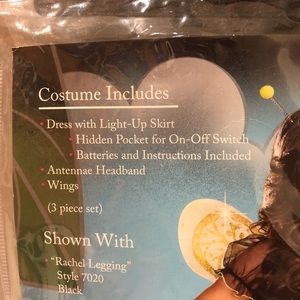 Costume Includes
• Dress with Light-Up Skirt
• Hidden Pocket for On-Off Switch
• Batteries and Instructions Included
• Antennae Headband
• Wings
(3 piece set)
Shown With
"Rachel Legging"
Style 7020
Black